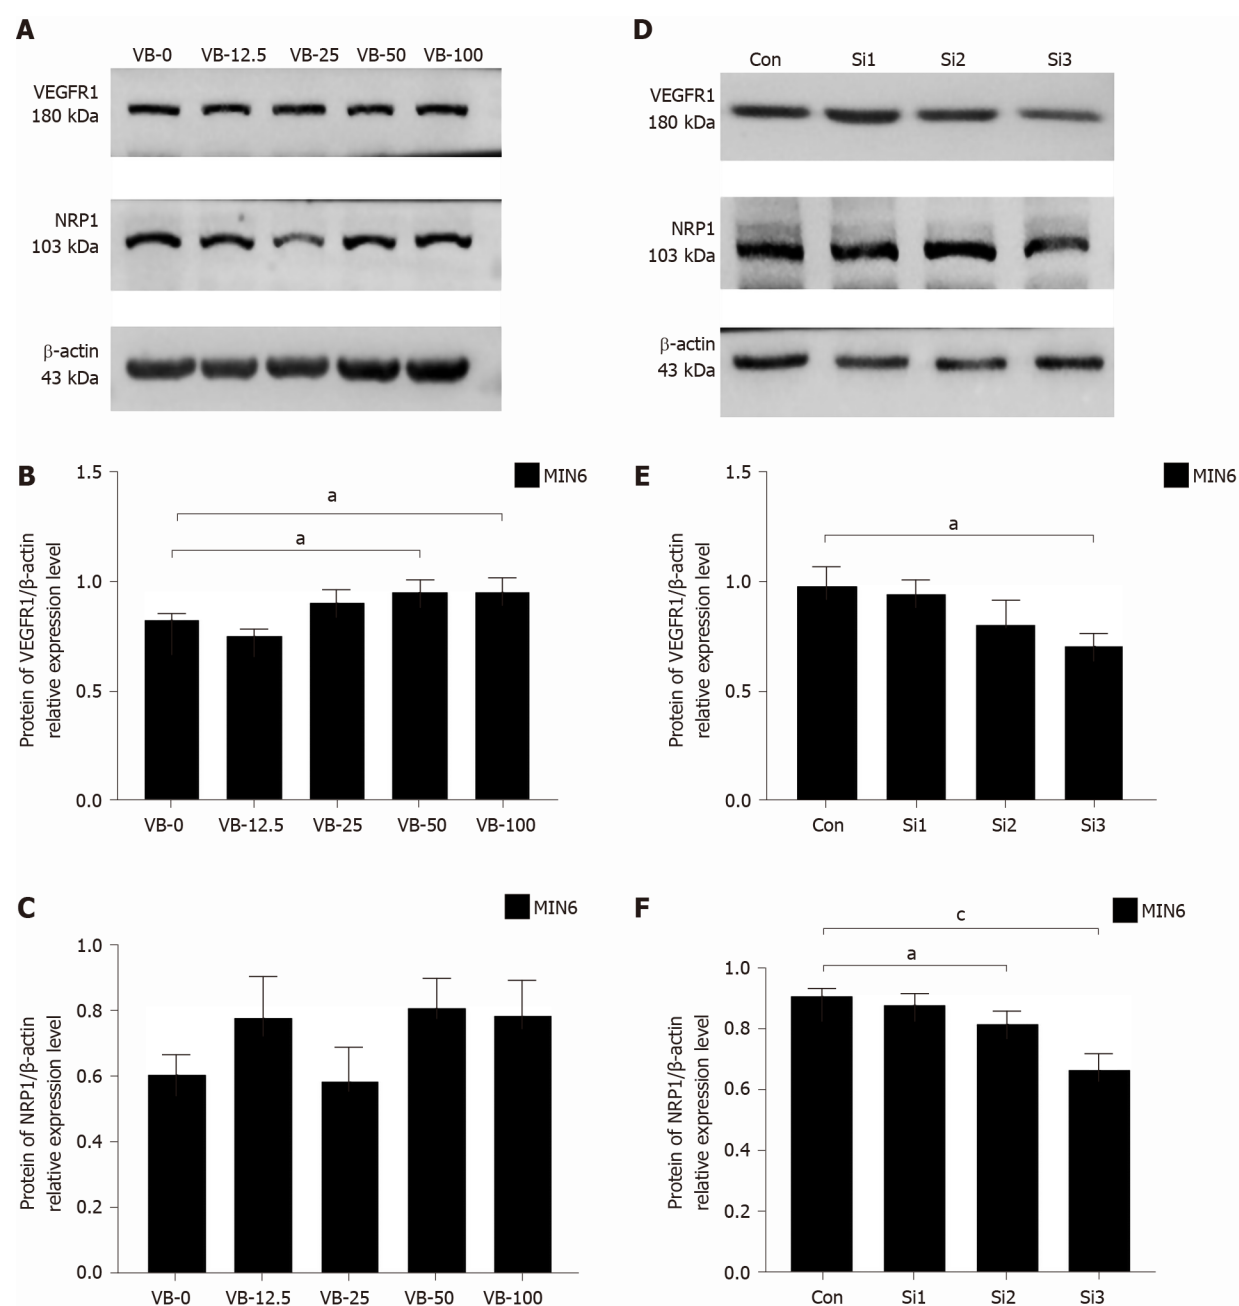 A
VB-0 VB-12.5 VB-25 VB-50 VB-100
VEGFR1
180 kDa
NRP1
103 kDa
β-actin
43 kDa
D
Con Si1 Si2 Si3
VEGFR1
180 kDa
NRP1
103 kDa
β-actin
43 kDa
B
MIN6
Protein of VEGFR1/β-actin
relative expression level
1.5
1.0
0.5
0.0
a
a
VB-0 VB-12.5 VB-25 VB-50 VB-100
E
MIN6
Protein of VEGFR1/β-actin
relative expression level
1.5
1.0
0.5
0.0
a
Con Si1 Si2 Si3
C
MIN6
Protein of NRP1/β-actin
relative expression level
1.0
0.8
0.6
0.4
0.2
0.0
VB-0 VB-12.5 VB-25 VB-50 VB-100
F
MIN6
Protein of NRP1/β-actin
relative expression level
1.0
0.8
0.6
0.4
0.2
0.0
c
a
Con Si1 Si2 Si3